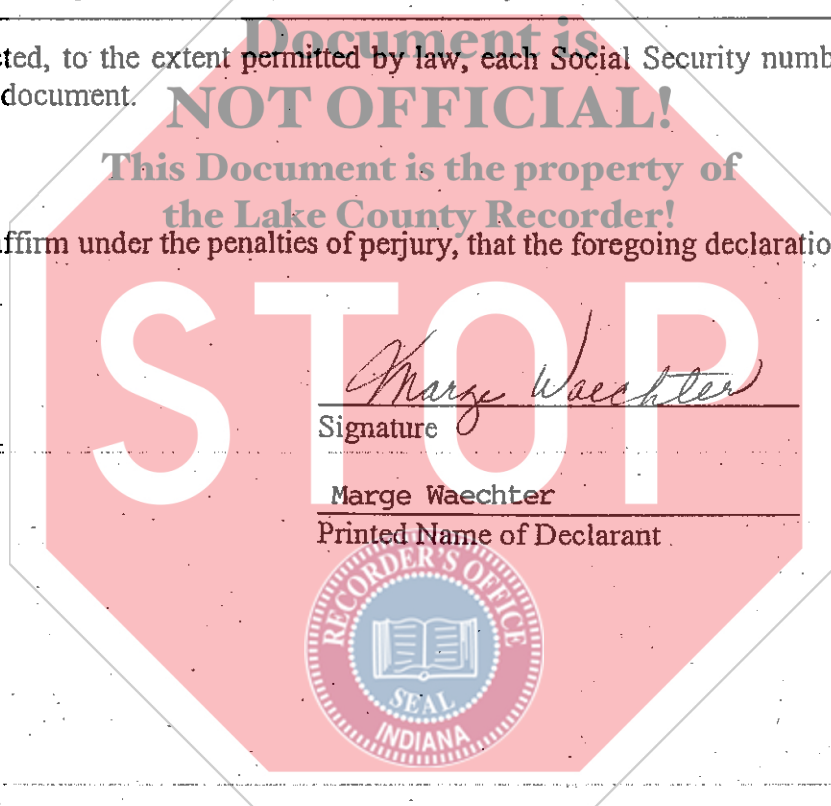 Document is
cted, to the extent permitted by law, each Social Security numb
document.
NOT OFFICIAL!
This Document is the property of
the Lake County Recorder!
affirm under the penalties of perjury, that the foregoing declaratio
STOP
Marge Waechter
Signature
Marge Waechter
Printed Name of Declarant
RECORDER'S OFFICE
SEAL
INDIANA